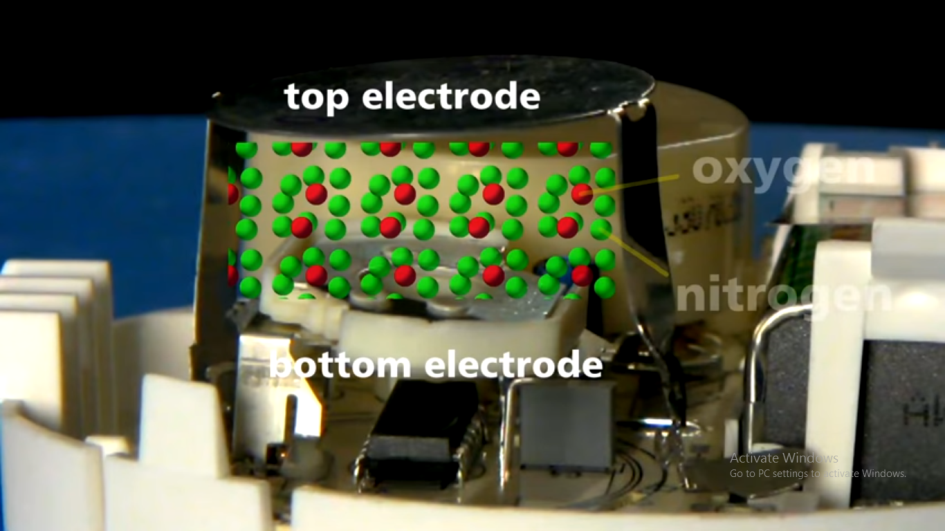 top electrode
oxygen
nitrogen
bottom electrode
Activate Windows
Go to PC settings to activate Windows.